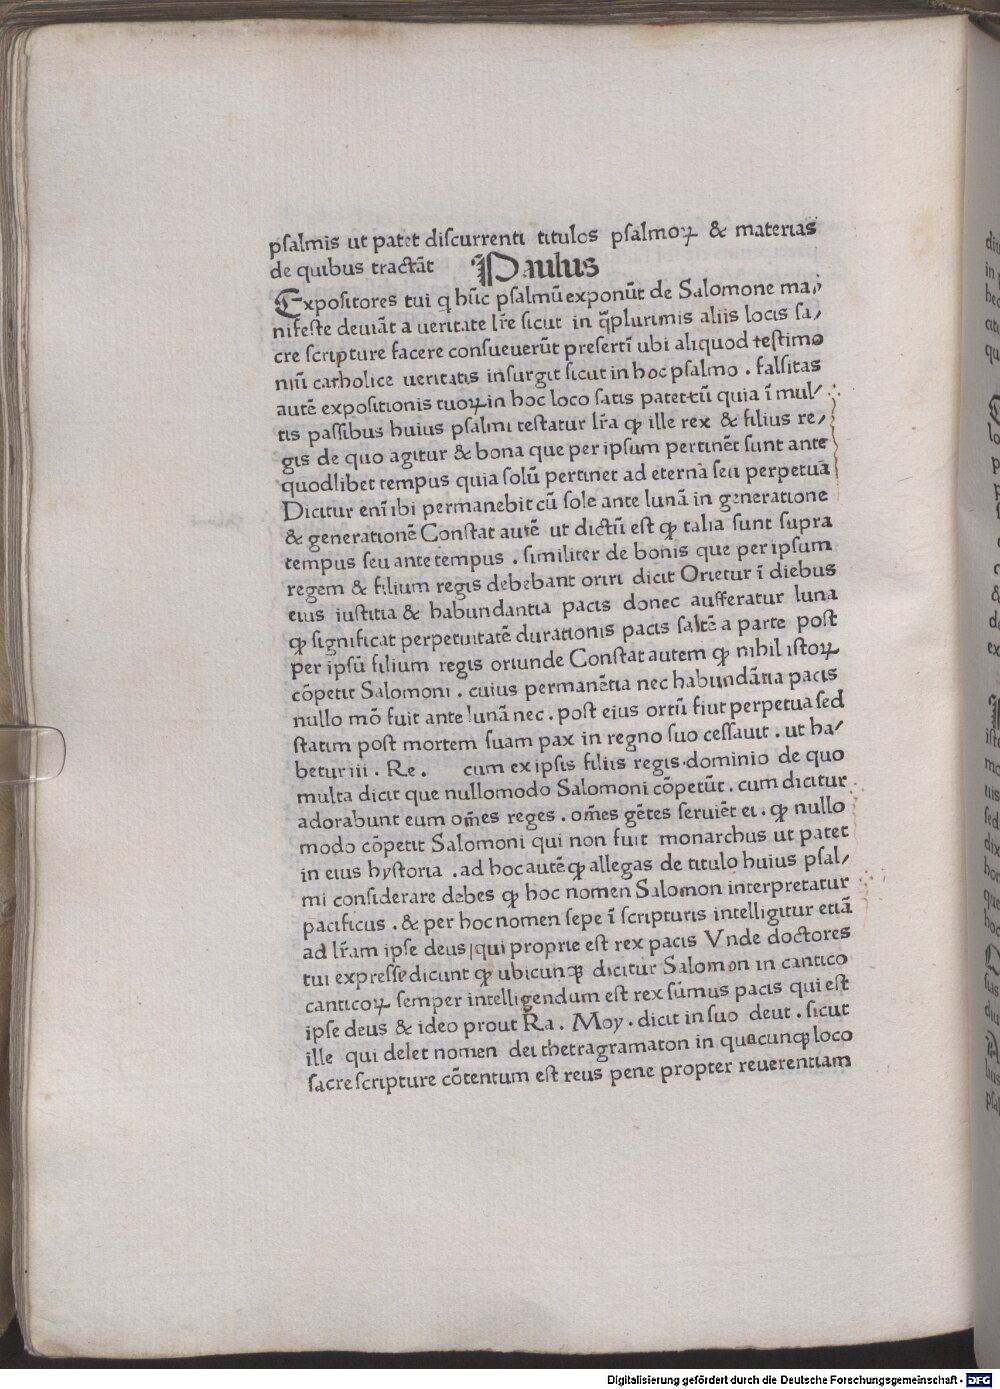 psalmis ut patet discurrenti titulos psalmoꝝ & materias
de quibus tractāt Paulus
Expositores tui q hūc psalmū exponūt de Salomone ma/
nifeste deuiāt a ueritate lr̄e sicut in q̄plurimis aliis locis sa/
cre scripture facere consueuerūt presertī ubi aliquod testimo
niū catholice ueritatis insurgit sicut in hoc psalmo . falsitas
autē expositionis tuoꝝ in hoc loco satis patet tū quia ī mul/
tis passibus huius psalmi testatur lr̄a ꝙ ille rex & filius re/
gis de quo agitur & bona que per ipsum pertinēt sunt ante
quodlibet tempus quia solū pertinet ad eternā seu perpetuā
Dicitur enī ibi permanebit cū sole ante lunā in generatione
& generationē Constat autē ut dictū est ꝙ talia sunt supra
tempus seu ante tempus . similiter de bonis que per ipsum
regem & filium regis debebant oriri dicit Orietur ī diebus
eius iustitia & habundantia pacis donec aufferatur luna
ꝙ significat perpetuitatē durationis pacis saltē a parte post
per ipsū filium regis oriunde Constat autem ꝙ nihil istoꝝ
cōpetit Salomoni . cuius permanētia nec habundātia pacis
nullo mō fuit ante lunā nec . post eius ortū fiut perpetua sed
statim post mortem suam pax in regno suo cessauit . ut ha/
betur iii . Re . cum ex ipsis filiis regis dominio de quo
multa dicit que nullomodo Salomoni cōpetūt . cum dicitur
adorabunt eum om̄es reges . om̄es gētes seruiēt ei . ꝙ nullo
modo cōpetit Salomoni qui non fuit monarchus ut patet
in eius hystoria . ad hoc autē ꝙ allegas de titulo huius psal/
mi considerare debes ꝙ hoc nomen Salomon interpretatur
pacificus . & per hoc nomen sepe ī scripturis intelligitur etiā
ad lr̄am ipse deus qui proprie est rex pacis Vnde doctores
tui expresse dicunt ꝙ ubicunqꝫ dicitur Salomon in cantico
canticoꝝ semper intelligendum est rex sūmus pacis qui est
ipse deus & ideo prout Ra . Moy . dicit in suo deut . sicut
ille qui delet nomen dei thetragramaton in quacunqꝫ loco
sacre scripture cōtentum est reus pene propter reuerentiam
Digitalisierung gefördert durch die Deutsche Forschungsgemeinschaft - DFG